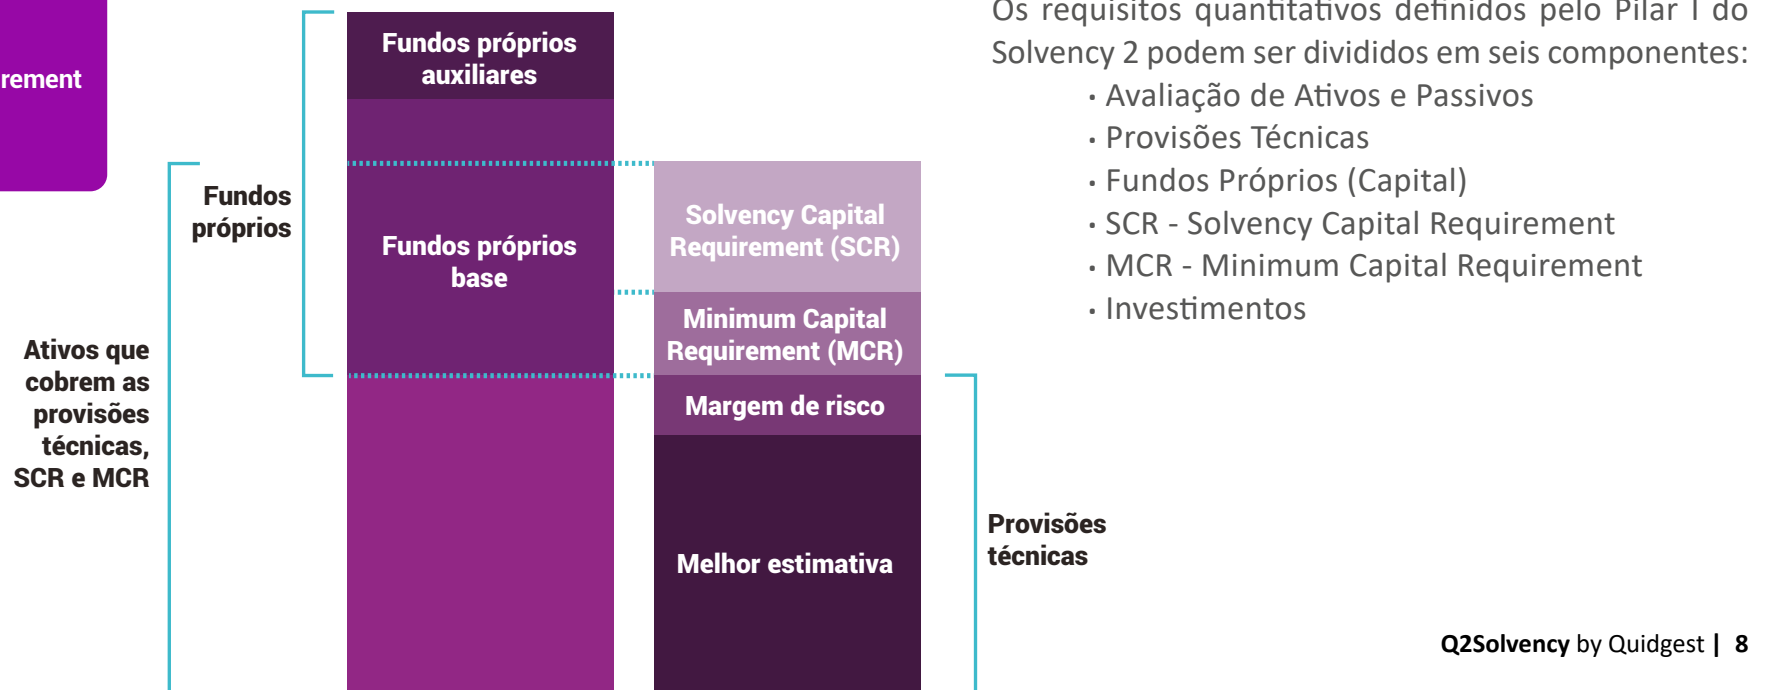 rement
Fundos próprios
auxiliares
Fundos
próprios
Fundos próprios
base
Ativos que
cobrem as
provisões
técnicas,
SCR e MCR
Solvency Capital
Requirement (SCR)
Minimum Capital
Requirement (MCR)
Margem de risco
Melhor estimativa
Provisões
técnicas
Os requisitos quantitativos definidos pelo Pilar I do
Solvency 2 podem ser divididos em seis componentes:
· Avaliação de Ativos e Passivos
· Provisões Técnicas
· Fundos Próprios (Capital)
· SCR - Solvency Capital Requirement
· MCR - Minimum Capital Requirement
· Investimentos
Q2Solvency by Quidgest | 8